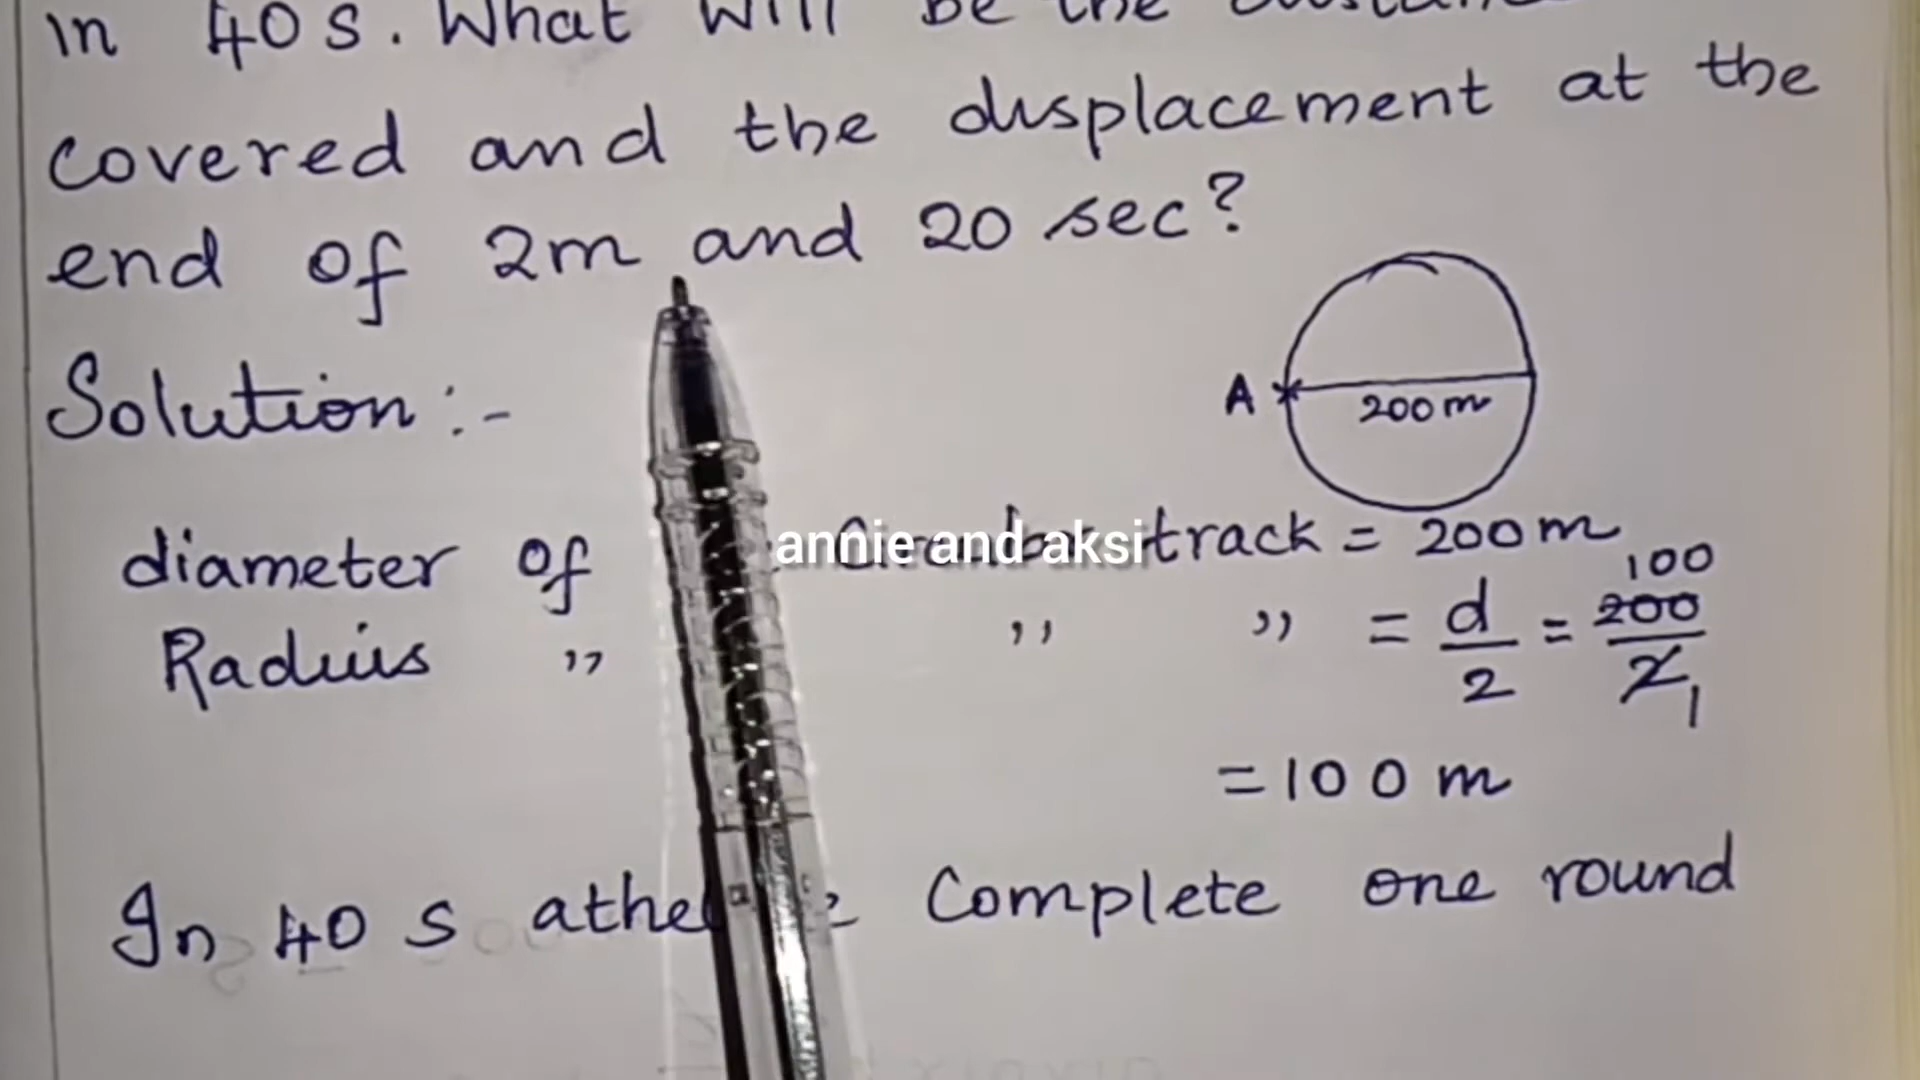 in 40 s. What will be the distance
covered and the displacement at the
end of 2m and 20 sec?
Solution :-
A
200 m
diameter of track = 200 m
Radius " " " = d/2 = 200/2 100 1
= 100 m
In 40 s Complete one round
annie and aksi